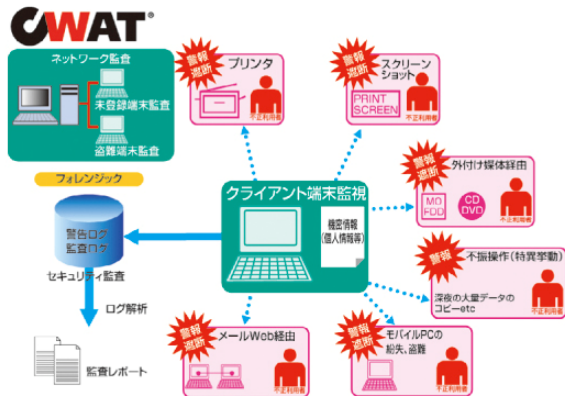 CWAT®
ネットワーク監査
未登録端末監査
盗難端末監査
警報
遮断
プリンタ
不正利用者
警報
遮断
スクリーン
ショット
PRINT
SCREEN
不正利用者
フォレンジック
警告ログ
監査ログ
セキュリティ監査
ログ解析
監査レポート
クライアント端末監視
機密情報
(個人情報等)
警報
遮断
外付け媒体経由
MO
FDD
CD
DVD
不正利用者
警報
不振操作(特異挙動)
深夜の大量データの
コピーetc
不正利用者
警報
遮断
メールWeb経由
不正利用者
警報
遮断
モバイルPCの
紛失、盗難
不正利用者